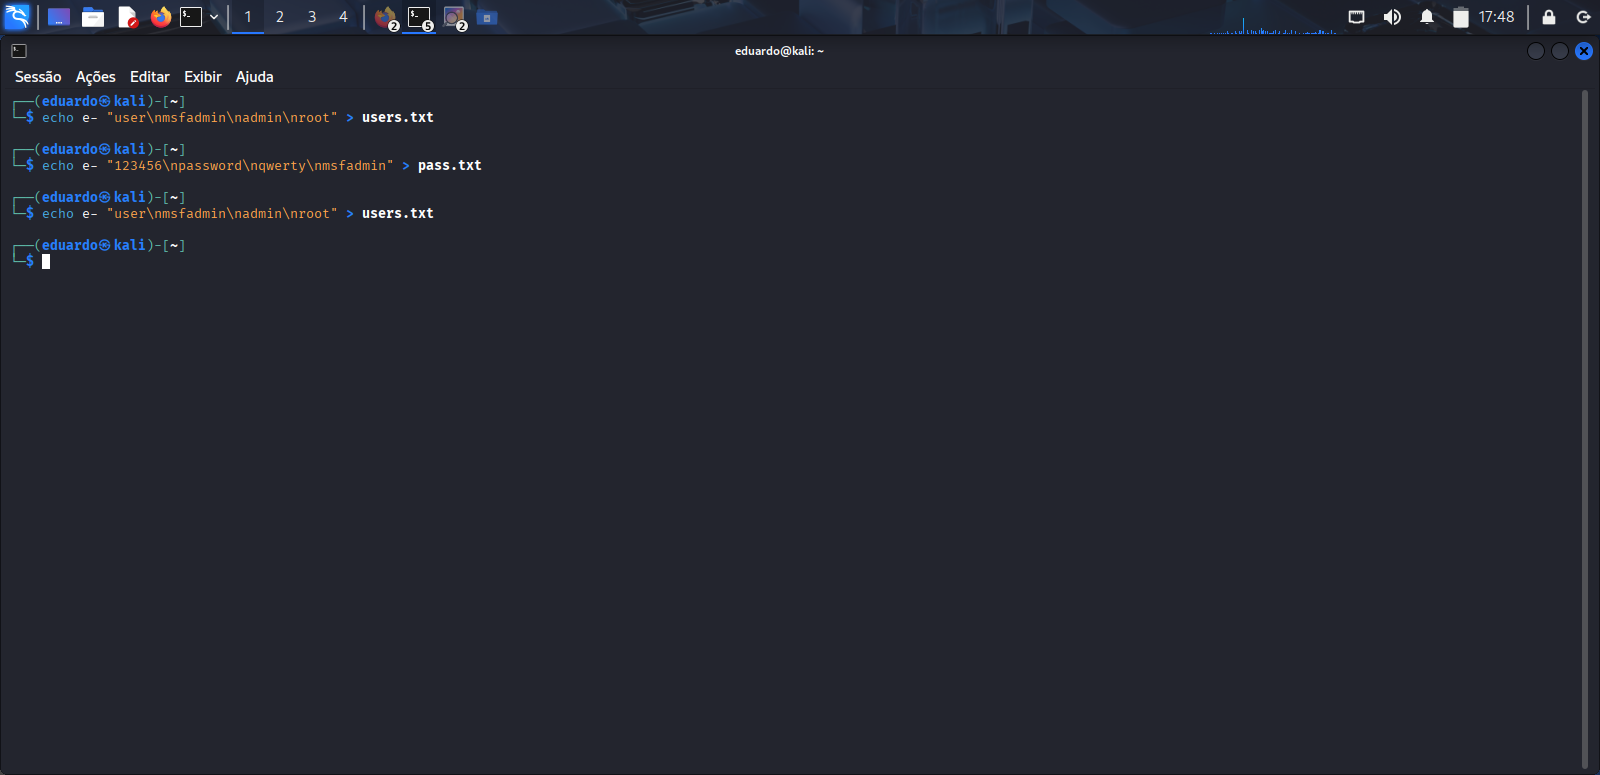 1 2 3 4 2 5 2 17:48
eduardo@kali: ~
Sessão Ações Editar Exibir Ajuda
┌──(eduardo㉿kali)-[~]
└─$ echo e- "user\nmsfadmin\nadmin\nroot" > users.txt
┌──(eduardo㉿kali)-[~]
└─$ echo e- "123456\npassword\nqwerty\nmsfadmin" > pass.txt
┌──(eduardo㉿kali)-[~]
└─$ echo e- "user\nmsfadmin\nadmin\nroot" > users.txt
┌──(eduardo㉿kali)-[~]
└─$